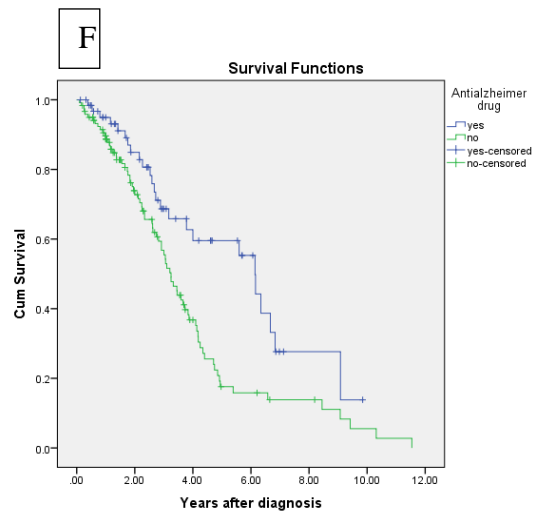 F
Survival Functions
Antialzheimer
drug
yes
no
yes-censored
no-censored
1.0
0.8
0.6
0.4
0.2
0.0
Cum Survival
.00 2.00 4.00 6.00 8.00 10.00 12.00
Years after diagnosis